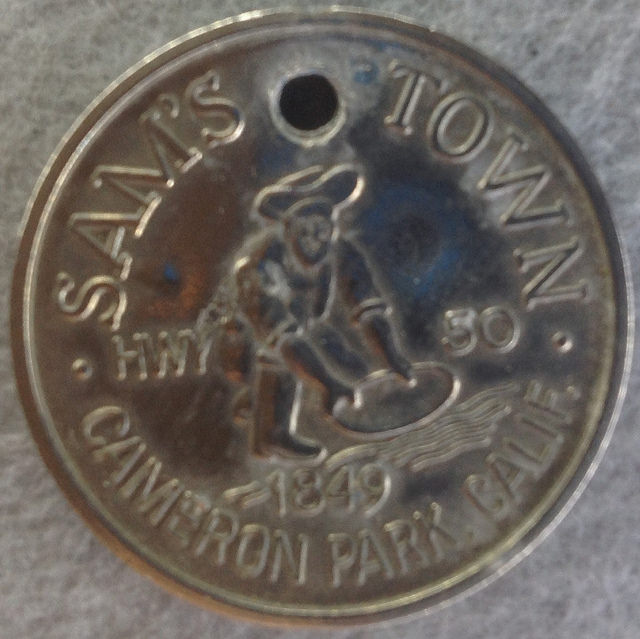 SAM'S TOWN
HWY 50
1849
CAMERON PARK, CALIF.